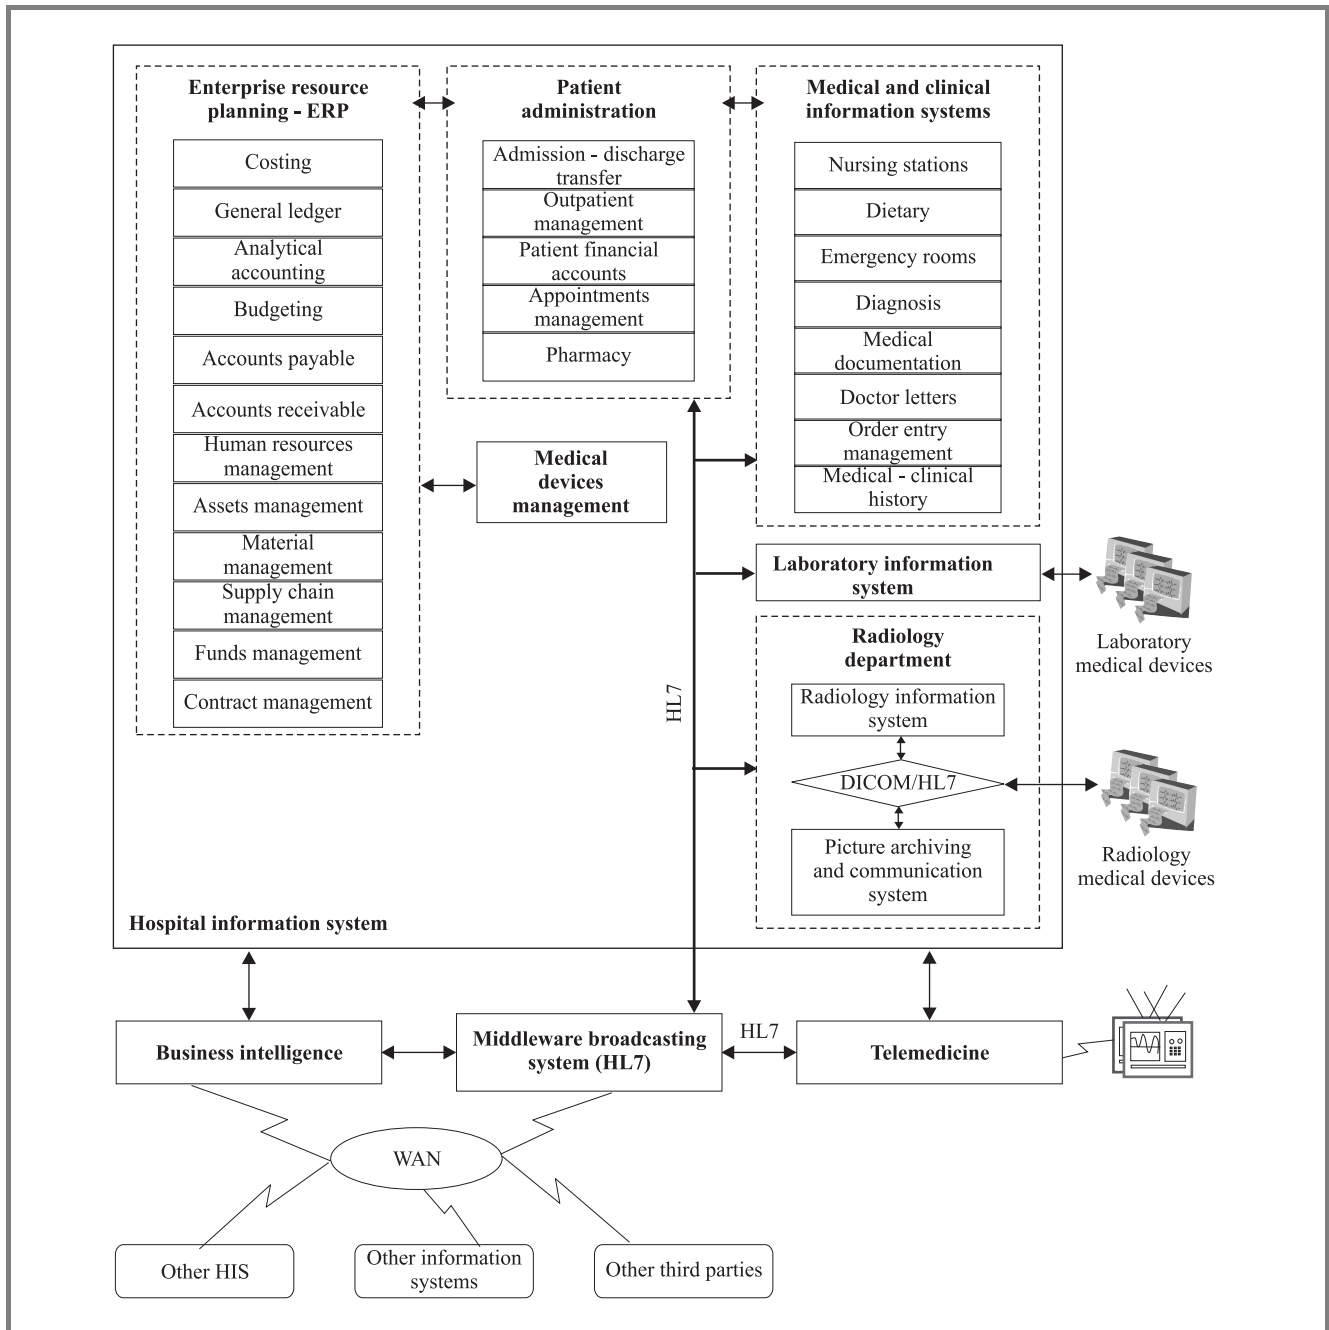 Enterprise resource
planning - ERP
Costing
General ledger
Analytical
accounting
Budgeting
Accounts payable
Accounts receivable
Human resources
management
Assets management
Material
management
Supply chain
management
Funds management
Contract management
Patient
administration
Admission - discharge
transfer
Outpatient
management
Patient financial
accounts
Appointments
management
Pharmacy
Medical
devices
management
Medical and clinical
information systems
Nursing stations
Dietary
Emergency rooms
Diagnosis
Medical
documentation
Doctor letters
Order entry
management
Medical - clinical
history
Laboratory information
system
Laboratory
medical devices
Radiology
department
Radiology information
system
DICOM/HL7
Picture archiving
and communication
system
Radiology
medical devices
HL7
Hospital information system
Business intelligence
Middleware broadcasting
system (HL7)
HL7
Telemedicine
WAN
Other HIS
Other information
systems
Other third parties